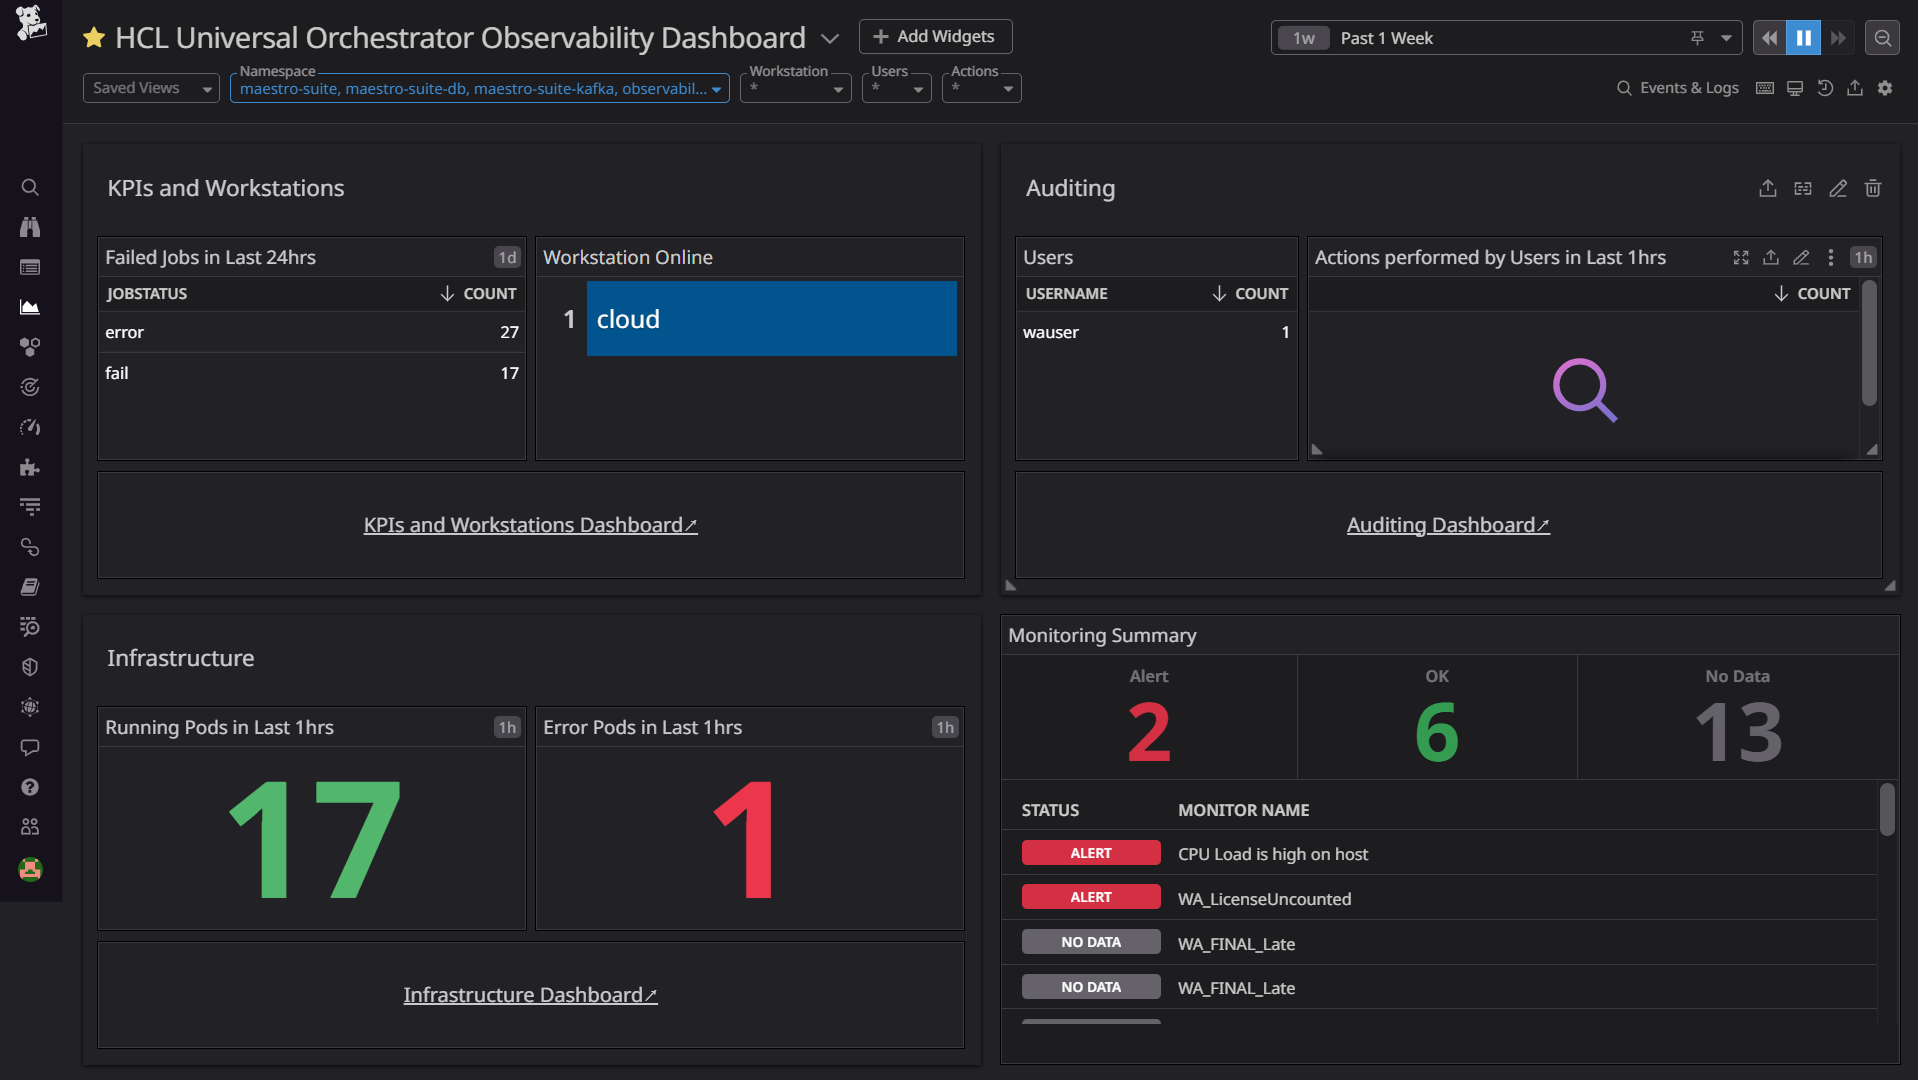 HCL Universal Orchestrator Observability Dashboard
Add Widgets
1w Past 1 Week
Saved Views
Namespace
maestro-suite, maestro-suite-db, maestro-suite-kafka, observabil...
Workstation
*
Users
*
Actions
*
Events & Logs
KPIs and Workstations
Failed Jobs in Last 24hrs 1d
JOBSTATUS COUNT
error 27
fail 17
Workstation Online
1 cloud
KPIs and Workstations Dashboard↗
Auditing
Users
USERNAME COUNT
wauser 1
Actions performed by Users in Last 1hrs 1h
COUNT
Auditing Dashboard↗
Infrastructure
Running Pods in Last 1hrs 1h
17
Error Pods in Last 1hrs 1h
1
Infrastructure Dashboard↗
Monitoring Summary
Alert OK No Data
2 6 13
STATUS MONITOR NAME
ALERT CPU Load is high on host
ALERT WA_LicenseUncounted
NO DATA WA_FINAL_Late
NO DATA WA_FINAL_Late